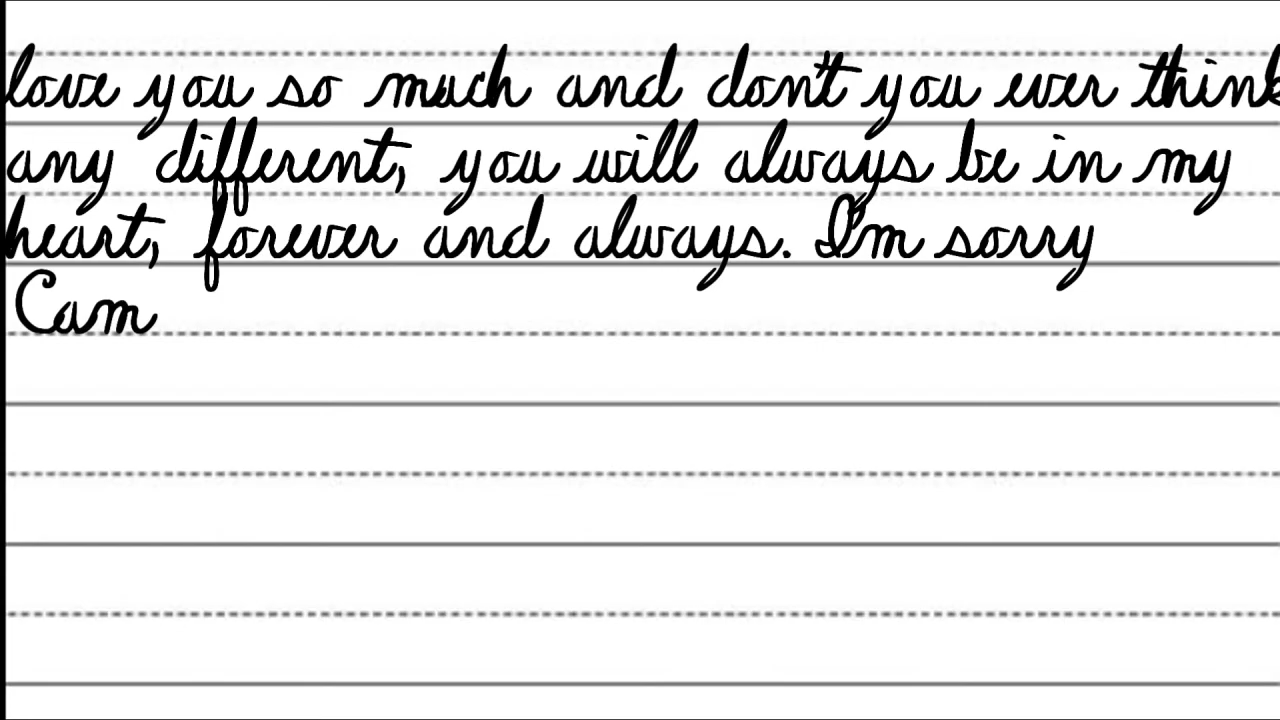 love you so much and don't you ever think
any different, you will always be in my
heart, forever and always. I'm sorry
Cam